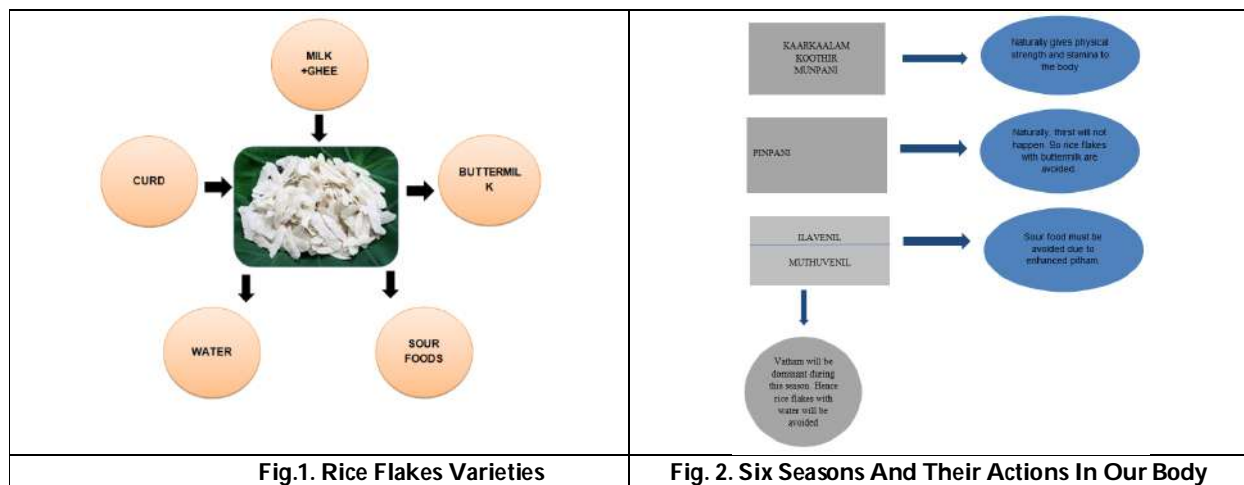 MILK
+GHEE
CURD
BUTTERMIL
K
WATER
SOUR
FOODS
Fig.1. Rice Flakes Varieties
KAARKAALAM
KOOTHIR
MUNPANI
Naturally gives physical
strength and stamina to
the body
PINPANI
Naturally, thirst will not
happen. So rice flakes
with buttermilk are
avoided.
ILAVENIL
MUTHUVENIL
Sour food must be
avoided due to
enhanced pitham.
Vatham will be
dominant during
this season. Hence
rice flakes with
water will be
avoided
Fig. 2. Six Seasons And Their Actions In Our Body